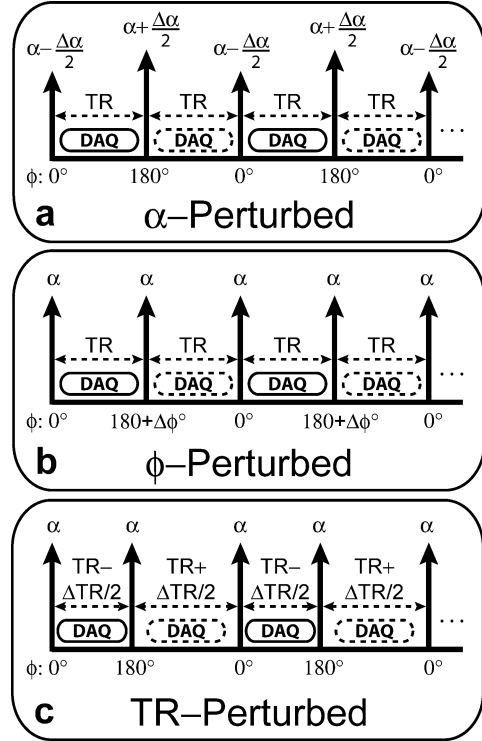 α−Δα/2 α+Δα/2 α−Δα/2 α+Δα/2 α−Δα/2
TR TR TR TR
DAQ DAQ DAQ DAQ ...
ϕ: 0° 180° 0° 180° 0°
a α−Perturbed
α α α α α
TR TR TR TR
DAQ DAQ DAQ DAQ ...
ϕ: 0° 180+Δϕ° 0° 180+Δϕ° 0°
b ϕ−Perturbed
α α α α α
TR− TR+ TR− TR+
ΔTR/2 ΔTR/2 ΔTR/2 ΔTR/2
DAQ DAQ DAQ DAQ ...
ϕ: 0° 180° 0° 180° 0°
c TR−Perturbed